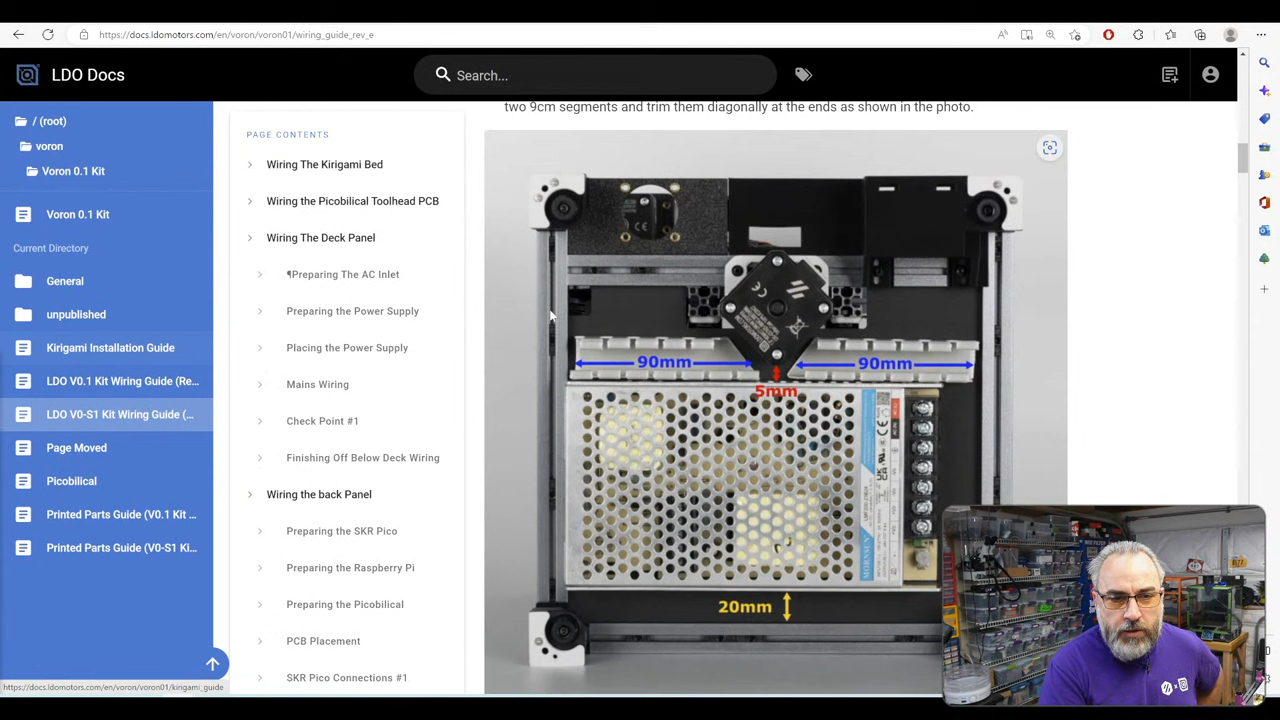 https://docs.ldomotors.com/en/voron/voron01/wiring_guide_rev_e
LDO Docs
Search...
/ (root)
voron
Voron 0.1 Kit
Voron 0.1 Kit
Current Directory
General
unpublished
Kirigami Installation Guide
LDO V0.1 Kit Wiring Guide (Re...
LDO V0-S1 Kit Wiring Guide (...
Page Moved
Picobilical
Printed Parts Guide (V0.1 Kit ...
Printed Parts Guide (V0-S1 Ki...
PAGE CONTENTS
Wiring The Kirigami Bed
Wiring the Picobilical Toolhead PCB
Wiring The Deck Panel
¶Preparing The AC Inlet
Preparing the Power Supply
Placing the Power Supply
Mains Wiring
Check Point #1
Finishing Off Below Deck Wiring
Wiring the back Panel
Preparing the SKR Pico
Preparing the Raspberry Pi
Preparing the Picobilical
PCB Placement
SKR Pico Connections #1
two 9cm segments and trim them diagonally at the ends as shown in the photo.
90mm
90mm
5mm
20mm
MORNSUN
https://docs.ldomotors.com/en/voron/voron01/kirigami_guide